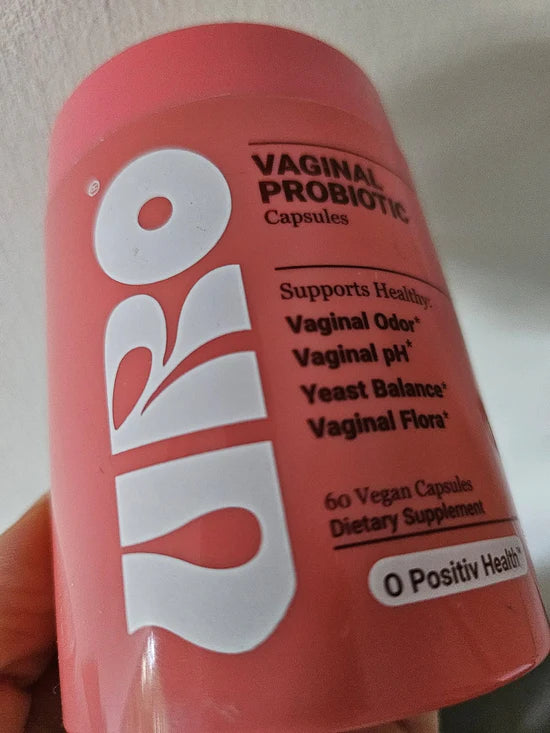 URO®
VAGINAL
PROBIOTIC
Capsules
Supports Healthy:
Vaginal Odor*
Vaginal pH*
Yeast Balance*
Vaginal Flora*
60 Vegan Capsules
Dietary Supplement
O Positiv Health™